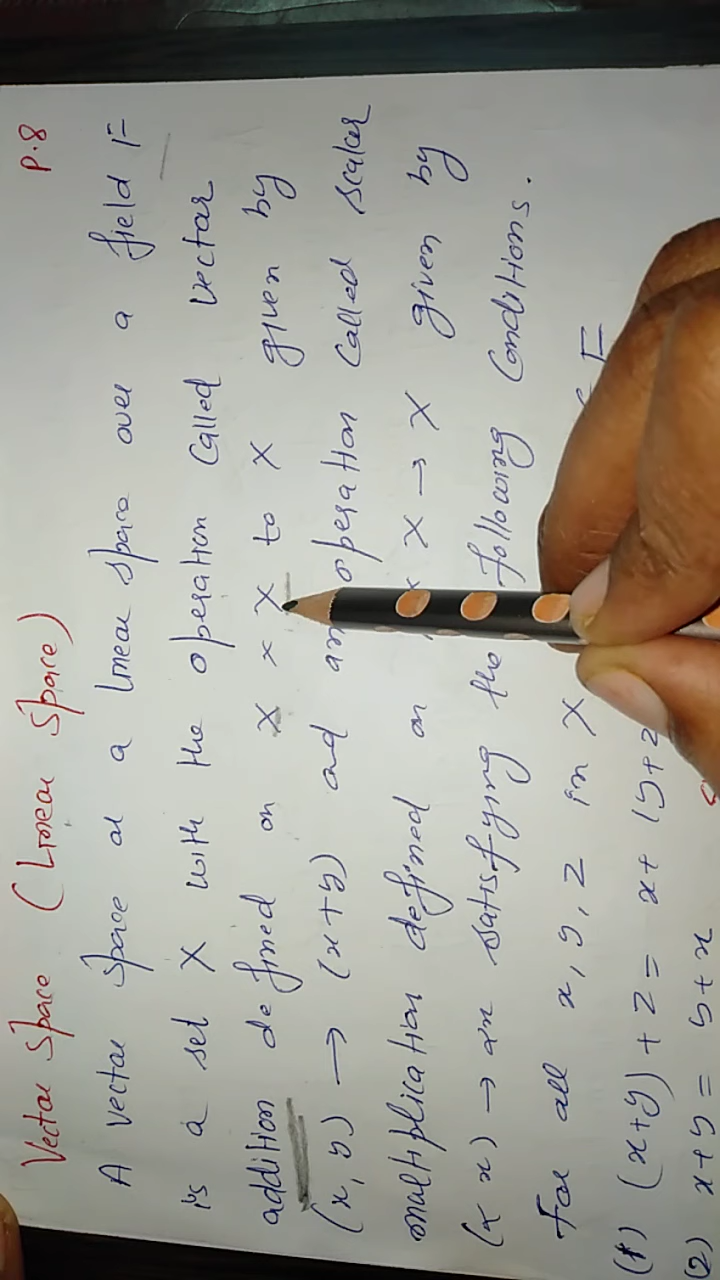 Vector Space (Linear Space) P.8
A vector space or a linear space over a field F
is a set X with the operation called vector
addition defined on X x X to X given by
(x, y) → (x+y) and an operation called scalar
multiplication defined on x X → X given by
(α x) → αx satisfying the following conditions.
For all x, y, z in X F
(1) (x+y) + z = x + (y+z
(2) x+y = y+x